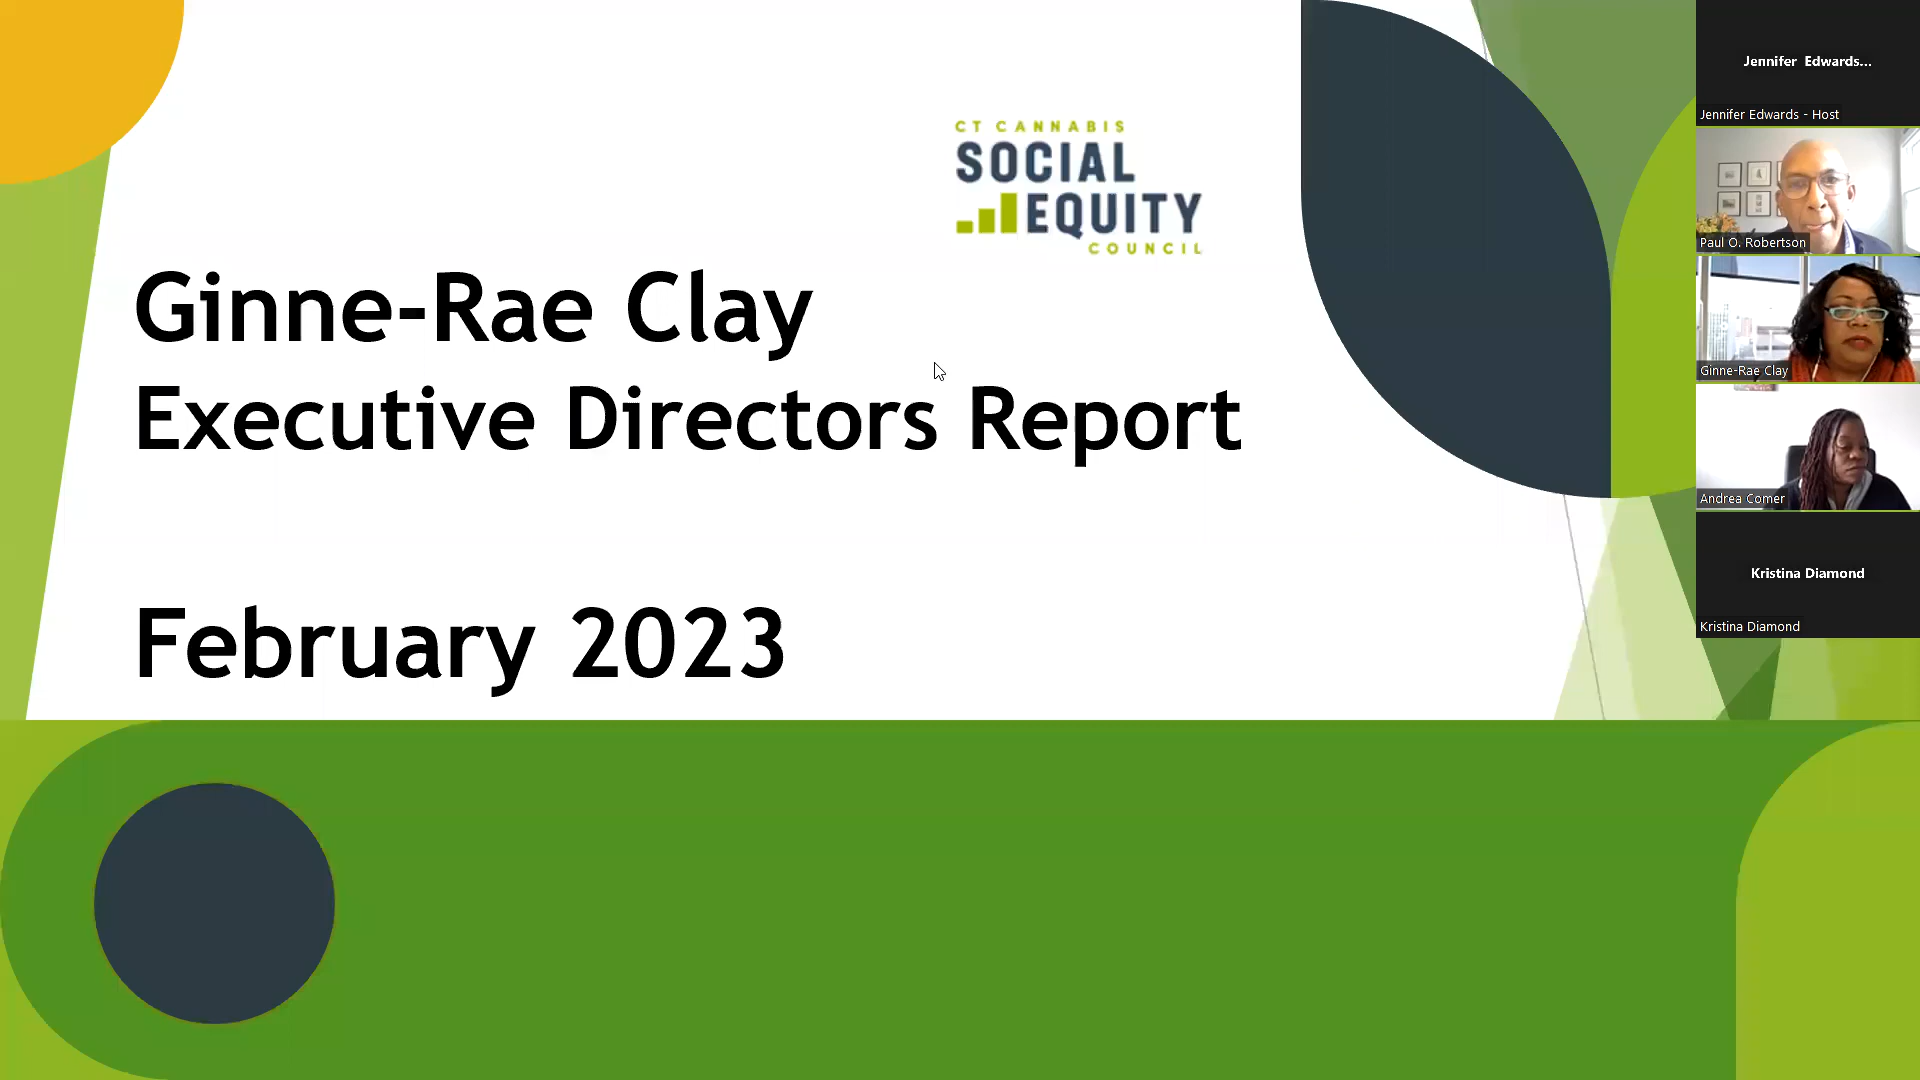 CT CANNABIS
SOCIAL
EQUITY
COUNCIL
Ginne-Rae Clay
Executive Directors Report
February 2023
Jennifer Edwards...
Jennifer Edwards - Host
Paul O. Robertson
Ginne-Rae Clay
Andrea Comer
Kristina Diamond
Kristina Diamond